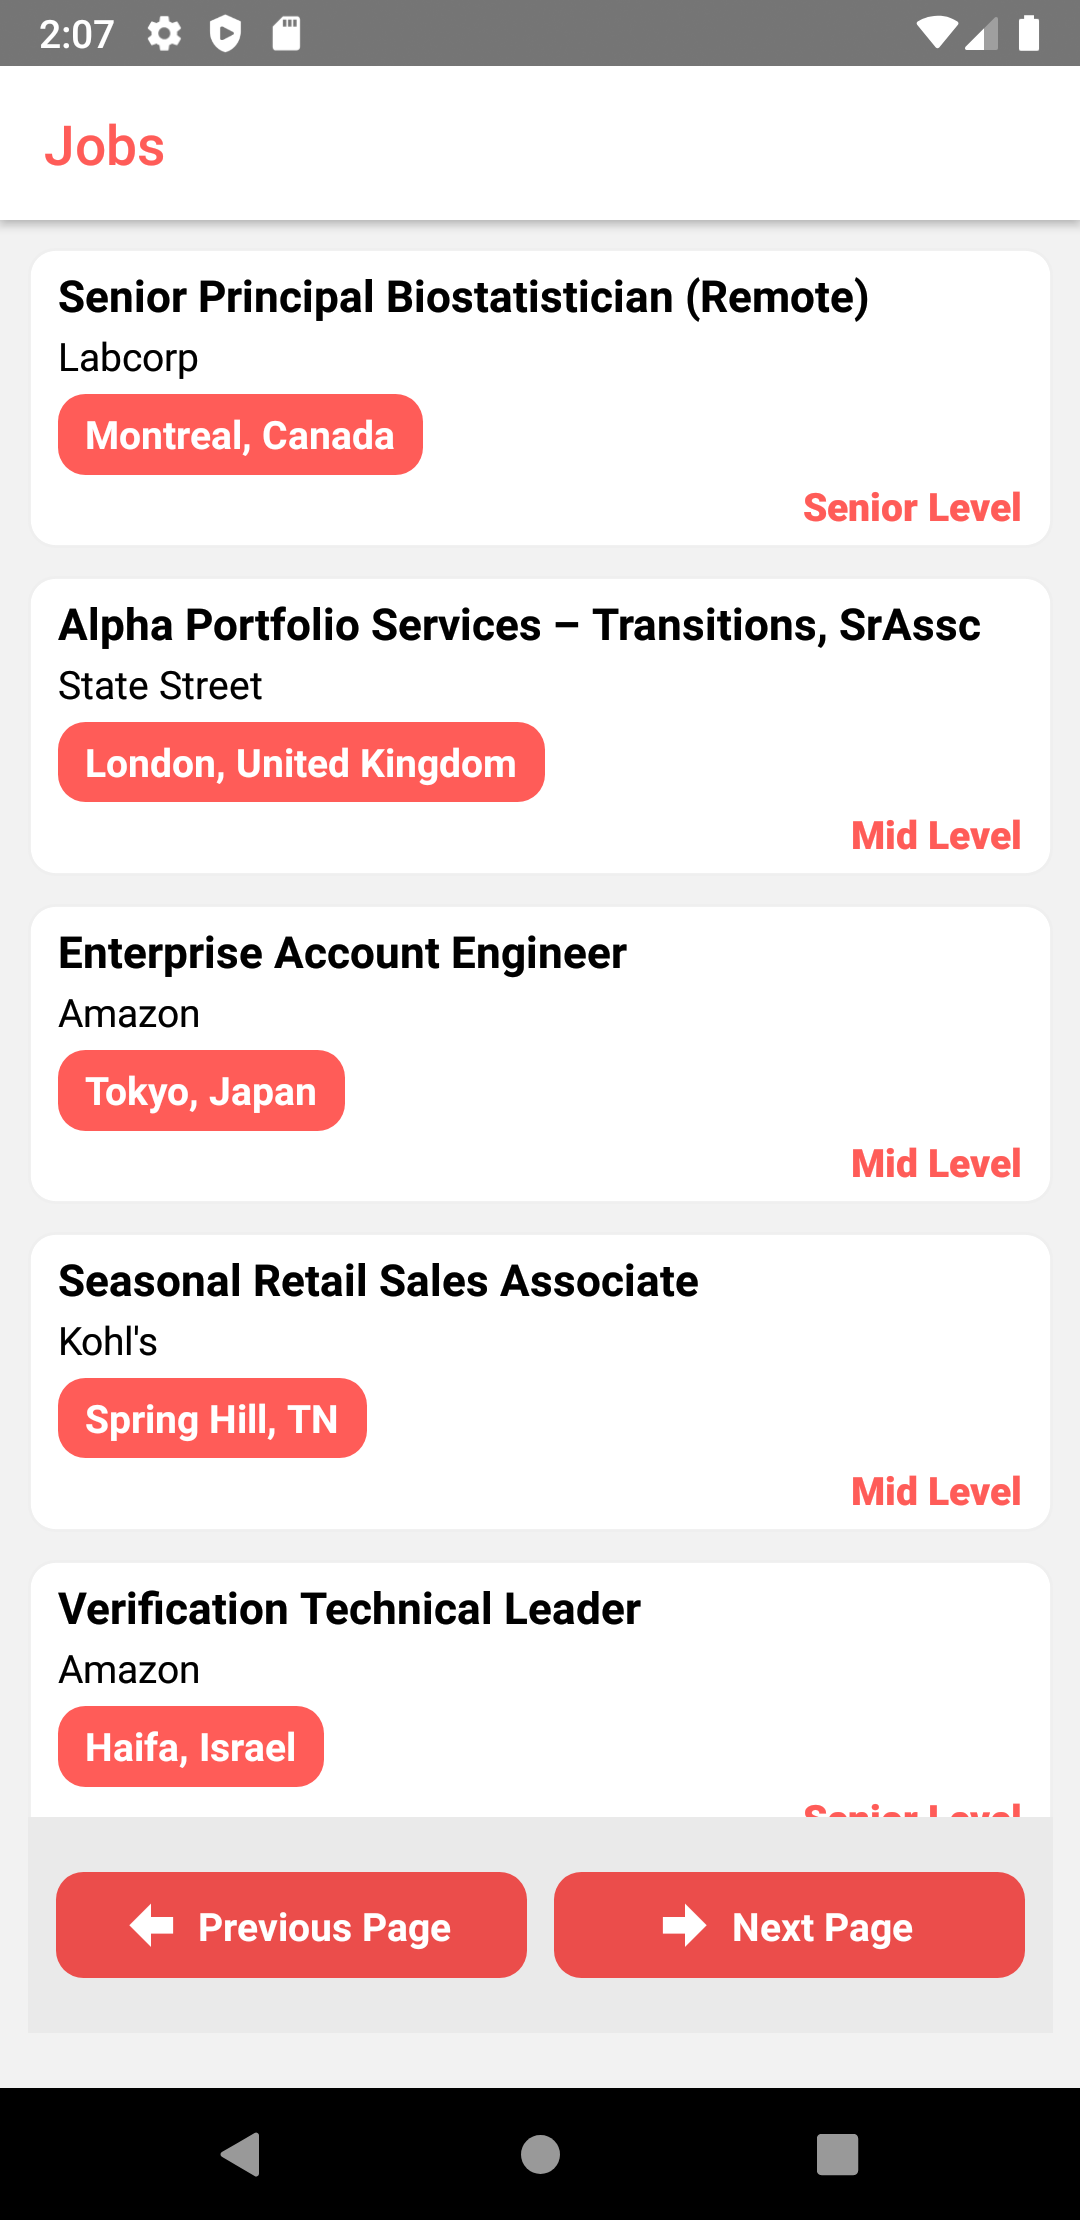 2:07
Jobs
Senior Principal Biostatistician (Remote)
Labcorp
Montreal, Canada
Senior Level
Alpha Portfolio Services – Transitions, SrAssc
State Street
London, United Kingdom
Mid Level
Enterprise Account Engineer
Amazon
Tokyo, Japan
Mid Level
Seasonal Retail Sales Associate
Kohl's
Spring Hill, TN
Mid Level
Verification Technical Leader
Amazon
Haifa, Israel
Senior Level
Previous Page
Next Page